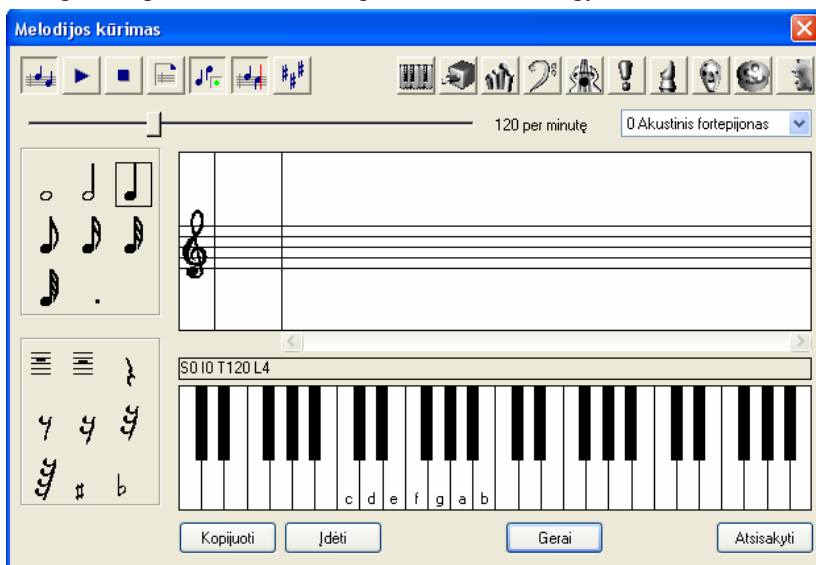 Melodijos kūrimas
120 per minutę
0 Akustinis fortepijonas
S0 I0 T120 L4
c d e f g a b
Kopijuoti Įdėti Gerai Atsisakyti